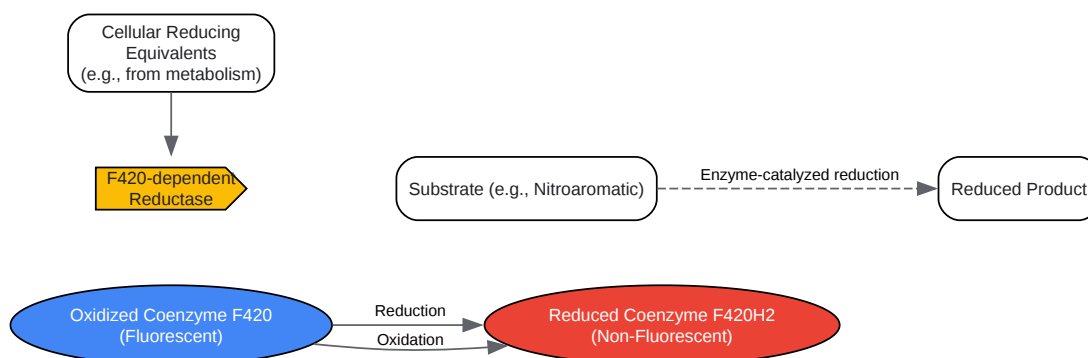 Cellular Reducing
Equivalents
(e.g., from metabolism)
F420-dependent
Reductase
Substrate (e.g., Nitroaromatic)
Enzyme-catalyzed reduction
Reduced Product
Oxidized Coenzyme F420
(Fluorescent)
Reduction
Oxidation
Reduced Coenzyme F420H2
(Non-Fluorescent)